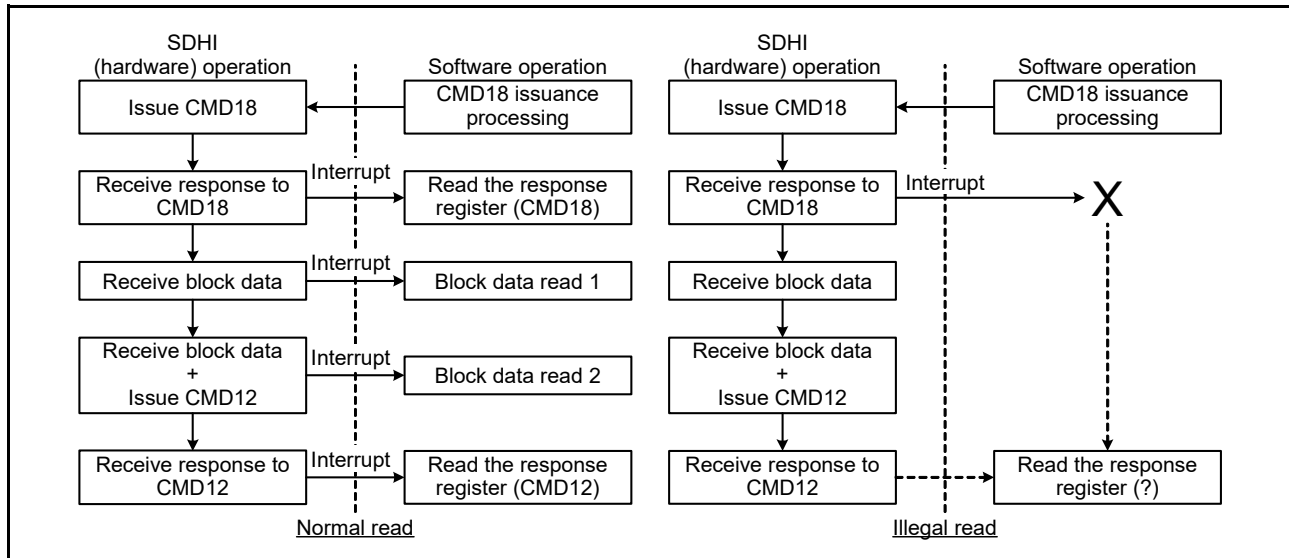 SDHI
(hardware) operation
Software operation
Issue CMD18
CMD18 issuance
processing
Interrupt
Receive response to
CMD18
Read the response
register (CMD18)
Interrupt
Receive block data
Block data read 1
Interrupt
Receive block data
+
Issue CMD12
Block data read 2
Interrupt
Receive response to
CMD12
Read the response
register (CMD12)
Normal read
SDHI
(hardware) operation
Software operation
Issue CMD18
CMD18 issuance
processing
Interrupt
Receive response to
CMD18
X
Receive block data
Receive block data
+
Issue CMD12
Receive response to
CMD12
Read the response
register (?)
Illegal read